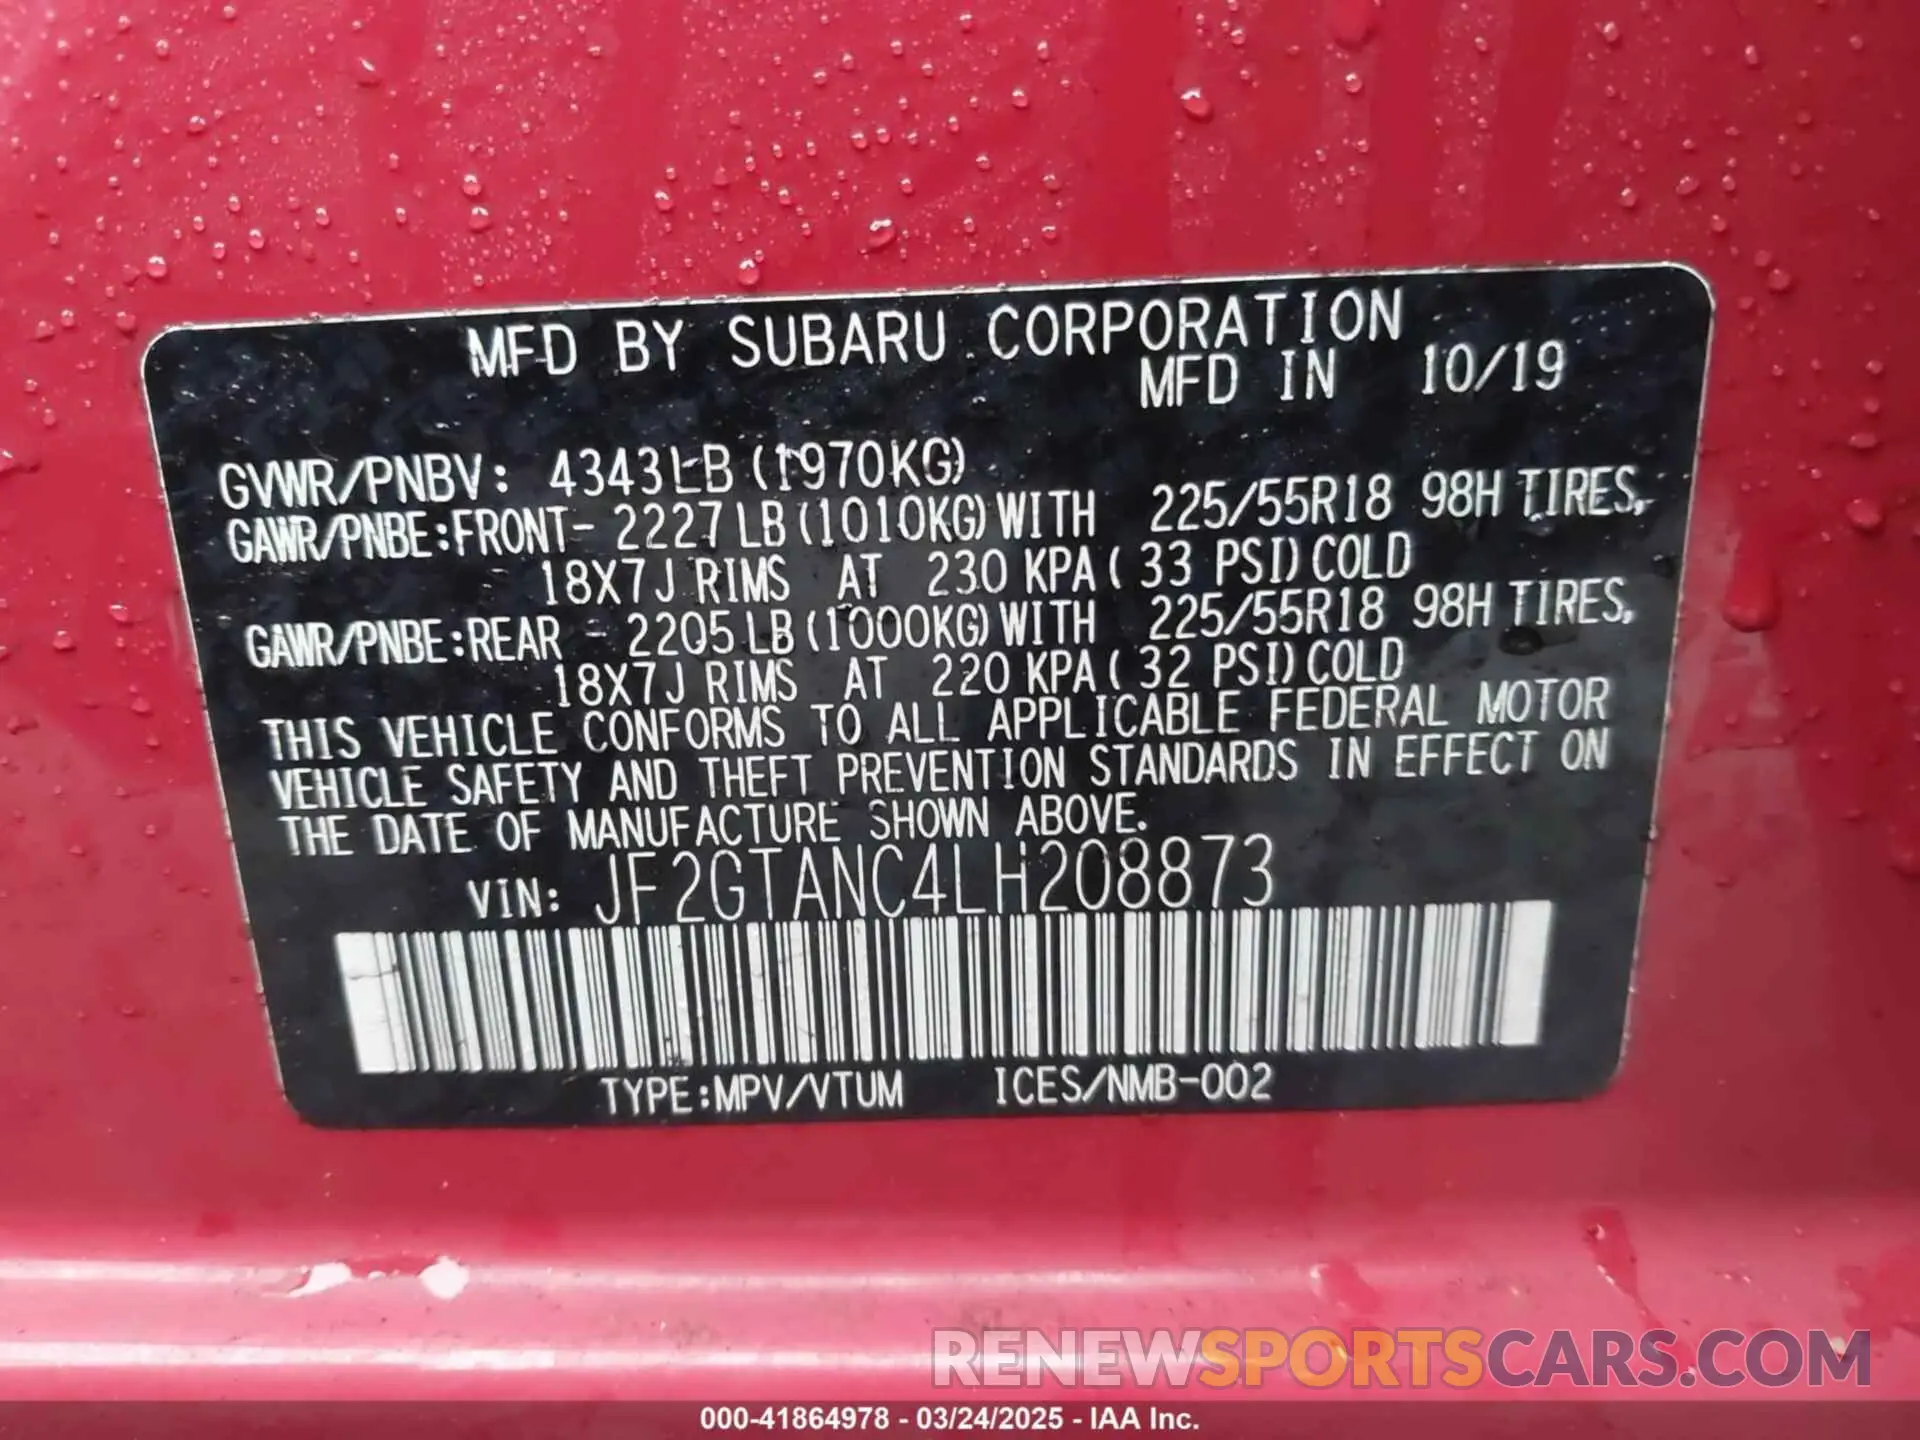 MFD BY SUBARU CORPORATION
MFD IN 10/19
GVWR/PNBV: 4343LB (1970KG)
GAWR/PNBE:FRONT- 2227LB (1010KG) WITH 225/55R18 98H TIRES,
18X7J RIMS AT 230 KPA ( 33 PSI) COLD
GAWR/PNBE:REAR - 2205LB (1000KG) WITH 225/55R18 98H TIRES,
18X7J RIMS AT 220 KPA ( 32 PSI) COLD
THIS VEHICLE CONFORMS TO ALL APPLICABLE FEDERAL MOTOR
VEHICLE SAFETY AND THEFT PREVENTION STANDARDS IN EFFECT ON
THE DATE OF MANUFACTURE SHOWN ABOVE.
VIN: JF2GTANC4LH208873
TYPE:MPV/VTUM ICES/NMB-002
RENEWSPORTSCARS.COM
000-41864978 - 03/24/2025 - IAA Inc.